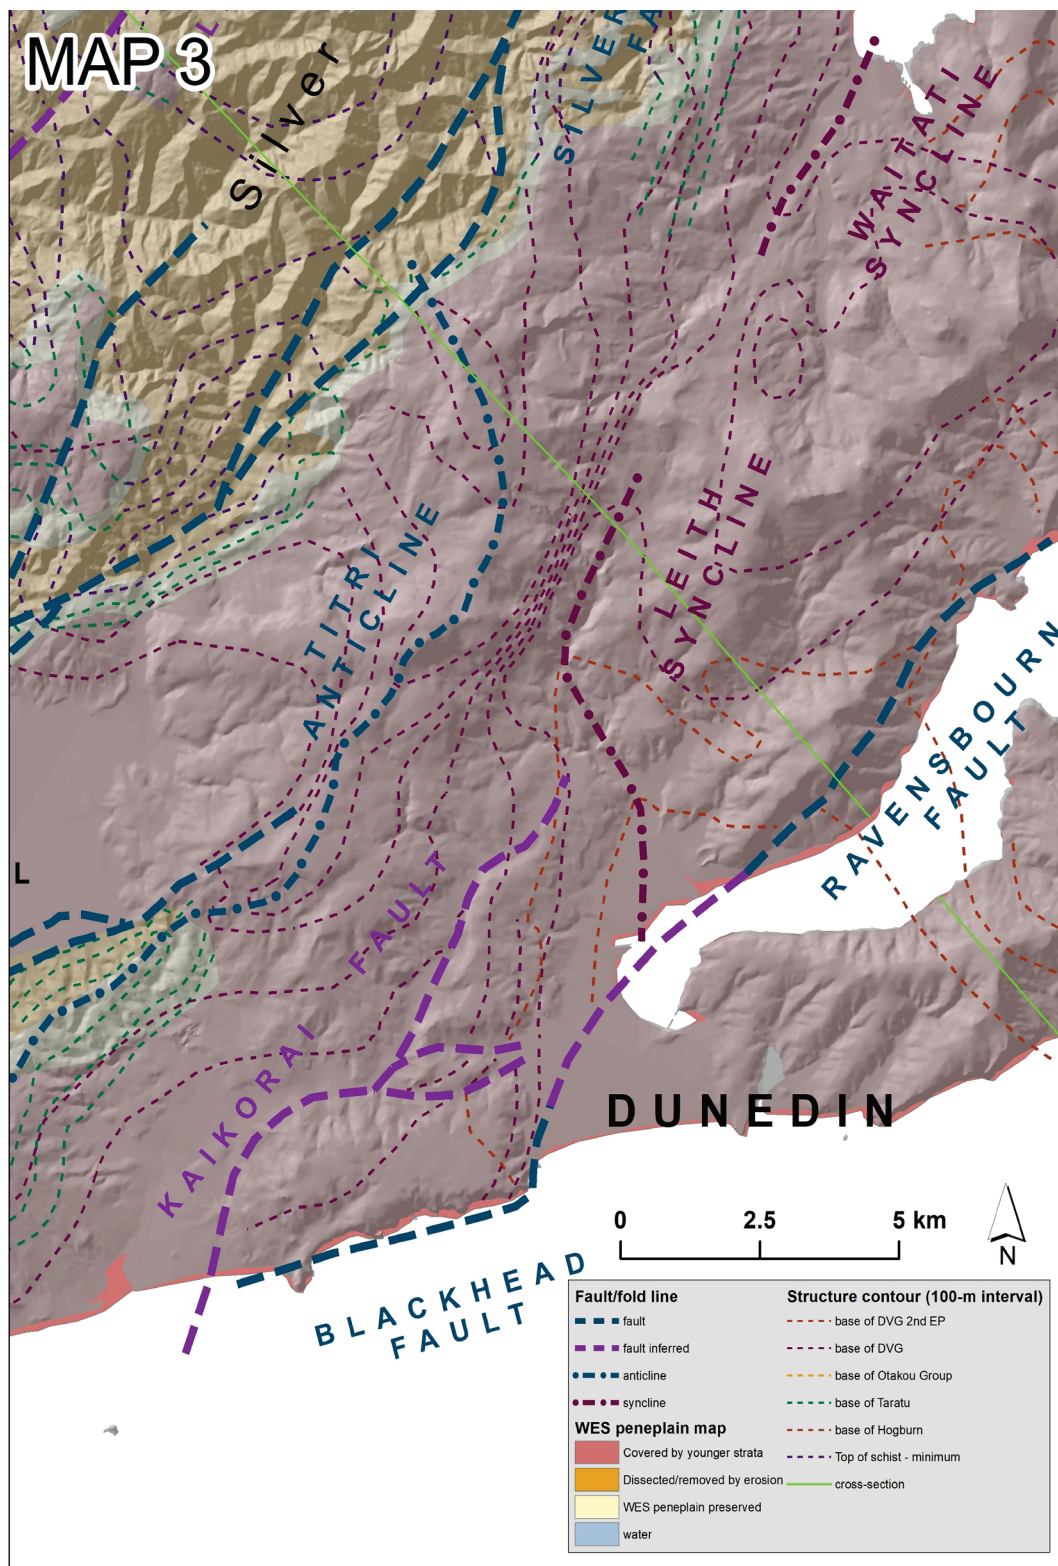 MAP 3
L
Silver
SILVER
FA
WAITATI
SYNCLINE
LEITH
SYNCLINE
TITRI
ANTICLINE
RAVENSBOURN
FAULT
L
KAIKORAI FAULT
DUNEDIN
BLACKHEAD
FAULT
0 2.5 5 km
N
Fault/fold line
fault
fault inferred
anticline
syncline
WES peneplain map
Covered by younger strata
Dissected/removed by erosion
WES peneplain preserved
water
Structure contour (100-m interval)
base of DVG 2nd EP
base of DVG
base of Otakou Group
base of Taratu
base of Hogburn
Top of schist - minimum
cross-section